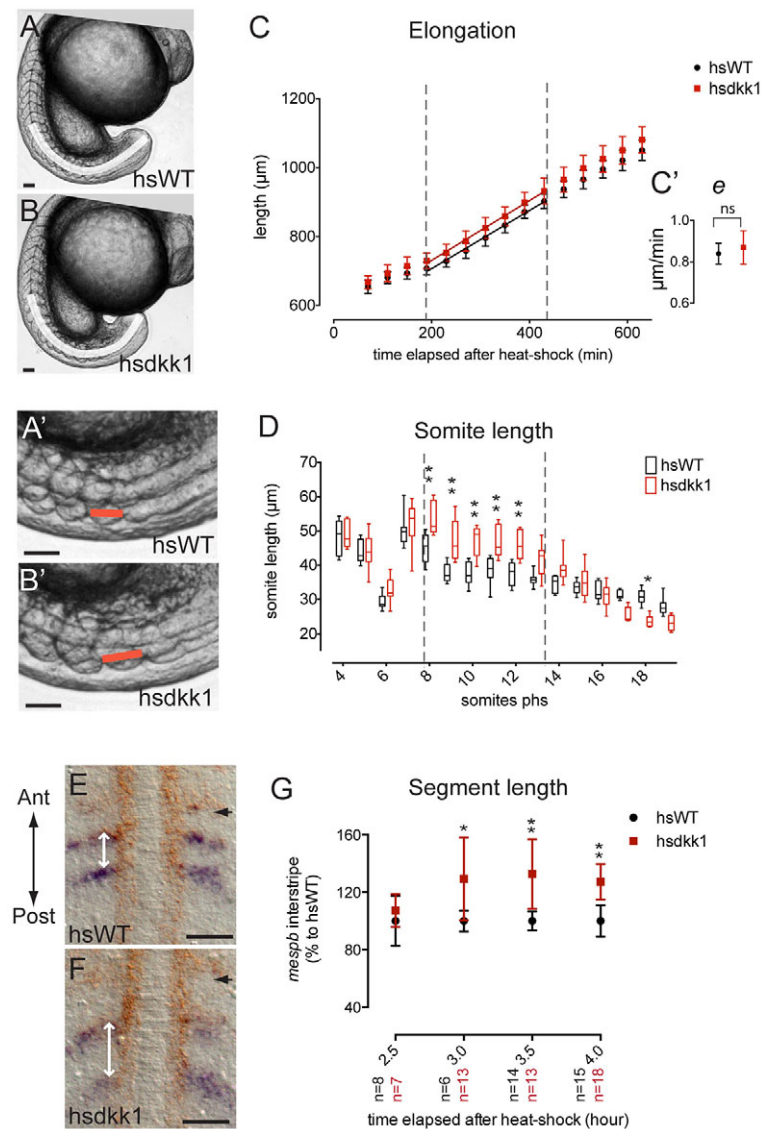 A
hsWT
B
hsdkk1
C
Elongation
hsWT
hsdkk1
1200
1000
800
600
length (µm)
0
200
400
600
time elapsed after heat-shock (min)
C’
e
ns
1.0
0.8
0.6
µm/min
A’
hsWT
B’
hsdkk1
D
Somite length
hsWT
hsdkk1
70
60
50
40
30
20
somite length (µm)
** ** ** ** ** *
4
6
8
10
12
14
16
18
somites phs
Ant
Post
E
hsWT
F
hsdkk1
G
Segment length
hsWT
hsdkk1
160
120
80
40
mespb interstripe
(% to hsWT)
* ** **
2.5
3.0
3.5
4.0
n=8
n=7
n=6
n=13
n=14
n=13
n=15
n=18
time elapsed after heat-shock (hour)